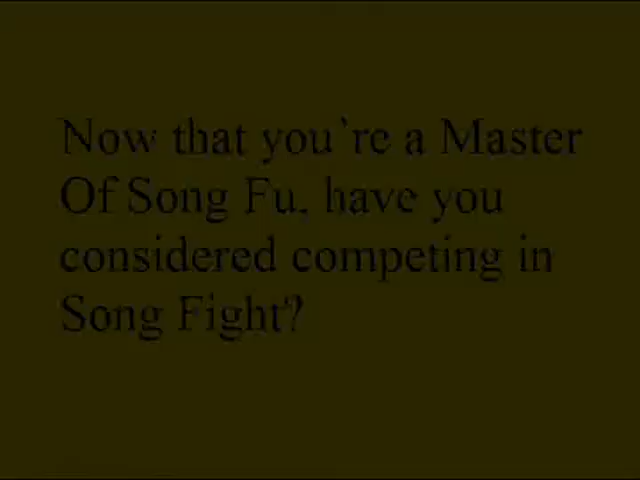 Now that you`re a Master
Of Song Fu, have you
considered competing in
Song Fight?